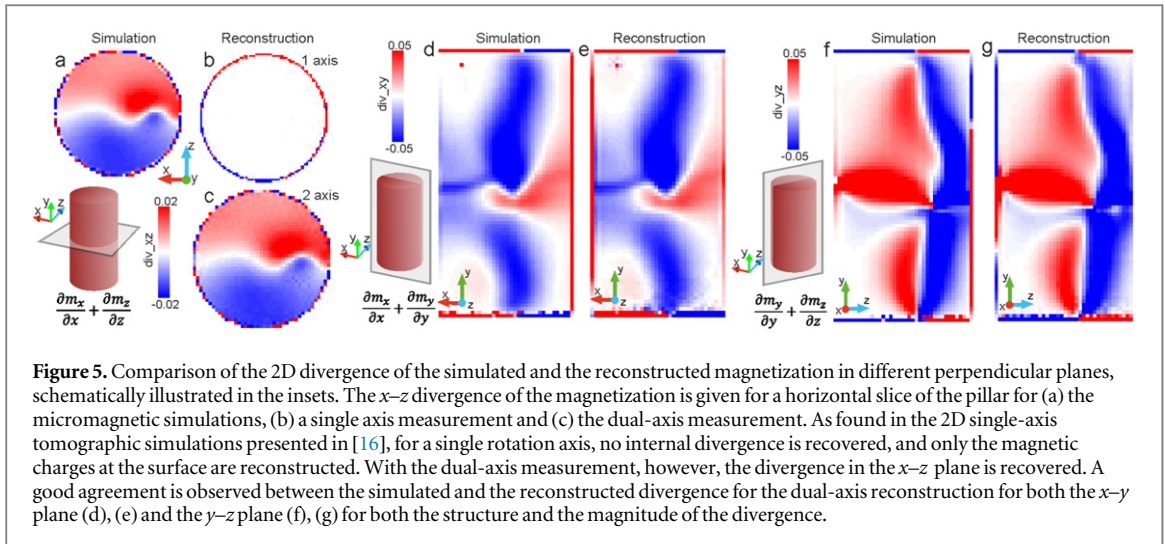 Simulation
Reconstruction
Simulation
Reconstruction
Simulation
Reconstruction
a
b
1 axis
c
2 axis
d
e
f
g
0.05
div_xy
-0.05
0.05
div_yz
-0.05
0.02
div_xz
-0.02
z
x
y
x
y
z
x
y
z
x
y
z
y
x
z
y
x
z
y
x
z
y
x
z
∂mx/∂x + ∂mz/∂z
∂mx/∂x + ∂my/∂y
∂my/∂y + ∂mz/∂z
Figure 5. Comparison of the 2D divergence of the simulated and the reconstructed magnetization in different perpendicular planes,
schematically illustrated in the insets. The x–z divergence of the magnetization is given for a horizontal slice of the pillar for (a) the
micromagnetic simulations, (b) a single axis measurement and (c) the dual-axis measurement. As found in the 2D single-axis
tomographic simulations presented in [16], for a single rotation axis, no internal divergence is recovered, and only the magnetic
charges at the surface are reconstructed. With the dual-axis measurement, however, the divergence in the x–z plane is recovered. A
good agreement is observed between the simulated and the reconstructed divergence for the dual-axis reconstruction for both the x–y
plane (d), (e) and the y–z plane (f), (g) for both the structure and the magnitude of the divergence.